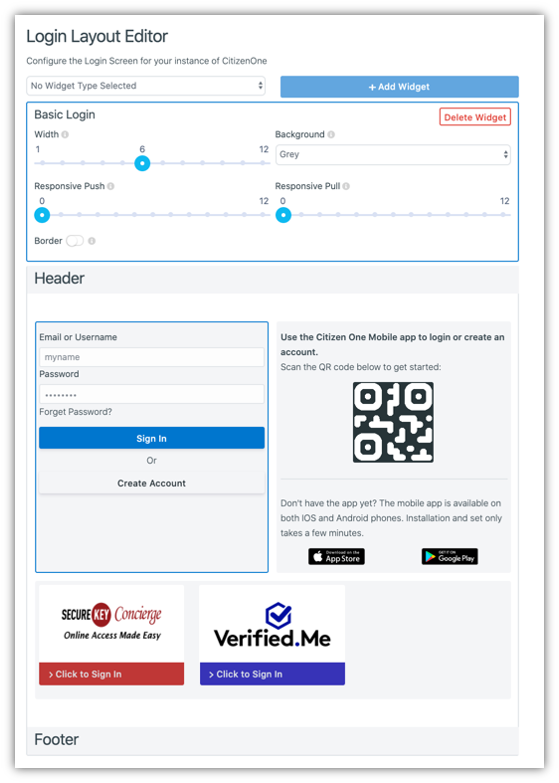 Login Layout Editor
Configure the Login Screen for your instance of CitizenOne
No Widget Type Selected
+ Add Widget
Basic Login
Delete Widget
Width
Background
1 6 12
Grey
Responsive Push
Responsive Pull
0 12
0 12
Border
Header
Email or Username
myname
Password
••••••••
Forget Password?
Sign In
Or
Create Account
Use the Citizen One Mobile app to login or create an
account.
Scan the QR code below to get started:
Don't have the app yet? The mobile app is available on
both IOS and Android phones. Installation and set only
takes a few minutes.
Download on the
App Store
GET IT ON
Google Play
SECUREKEY Concierge
Online Access Made Easy
> Click to Sign In
Verified.Me
> Click to Sign In
Footer